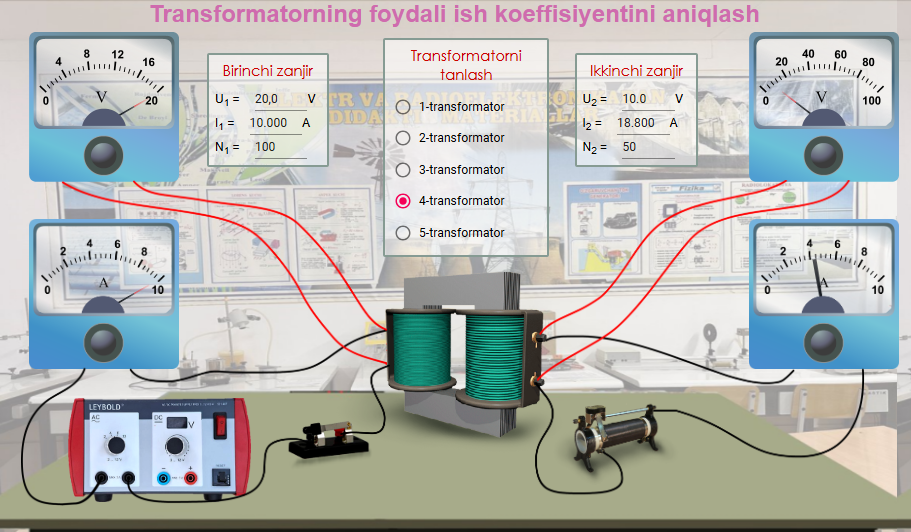 Transformatorning foydali ish koeffisiyentini aniqlash
0 4 8 12 16 20
V
Birinchi zanjir
U1 = 20,0 V
I1 = 10.000 A
N1 = 100
Transformatorni
tanlash
1-transformator
2-transformator
3-transformator
4-transformator
5-transformator
Ikkinchi zanjir
U2 = 10.0 V
I2 = 18.800 A
N2 = 50
0 20 40 60 80 100
V
0 2 4 6 8 10
A
0 2 4 6 8 10
A
LEYBOLD
AC
DC
V
Fizika